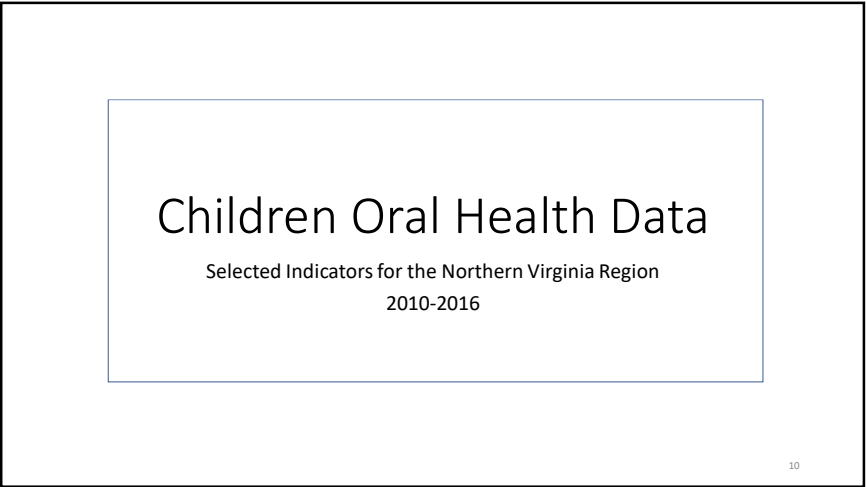 Children Oral Health Data
Selected Indicators for the Northern Virginia Region
2010-2016
10